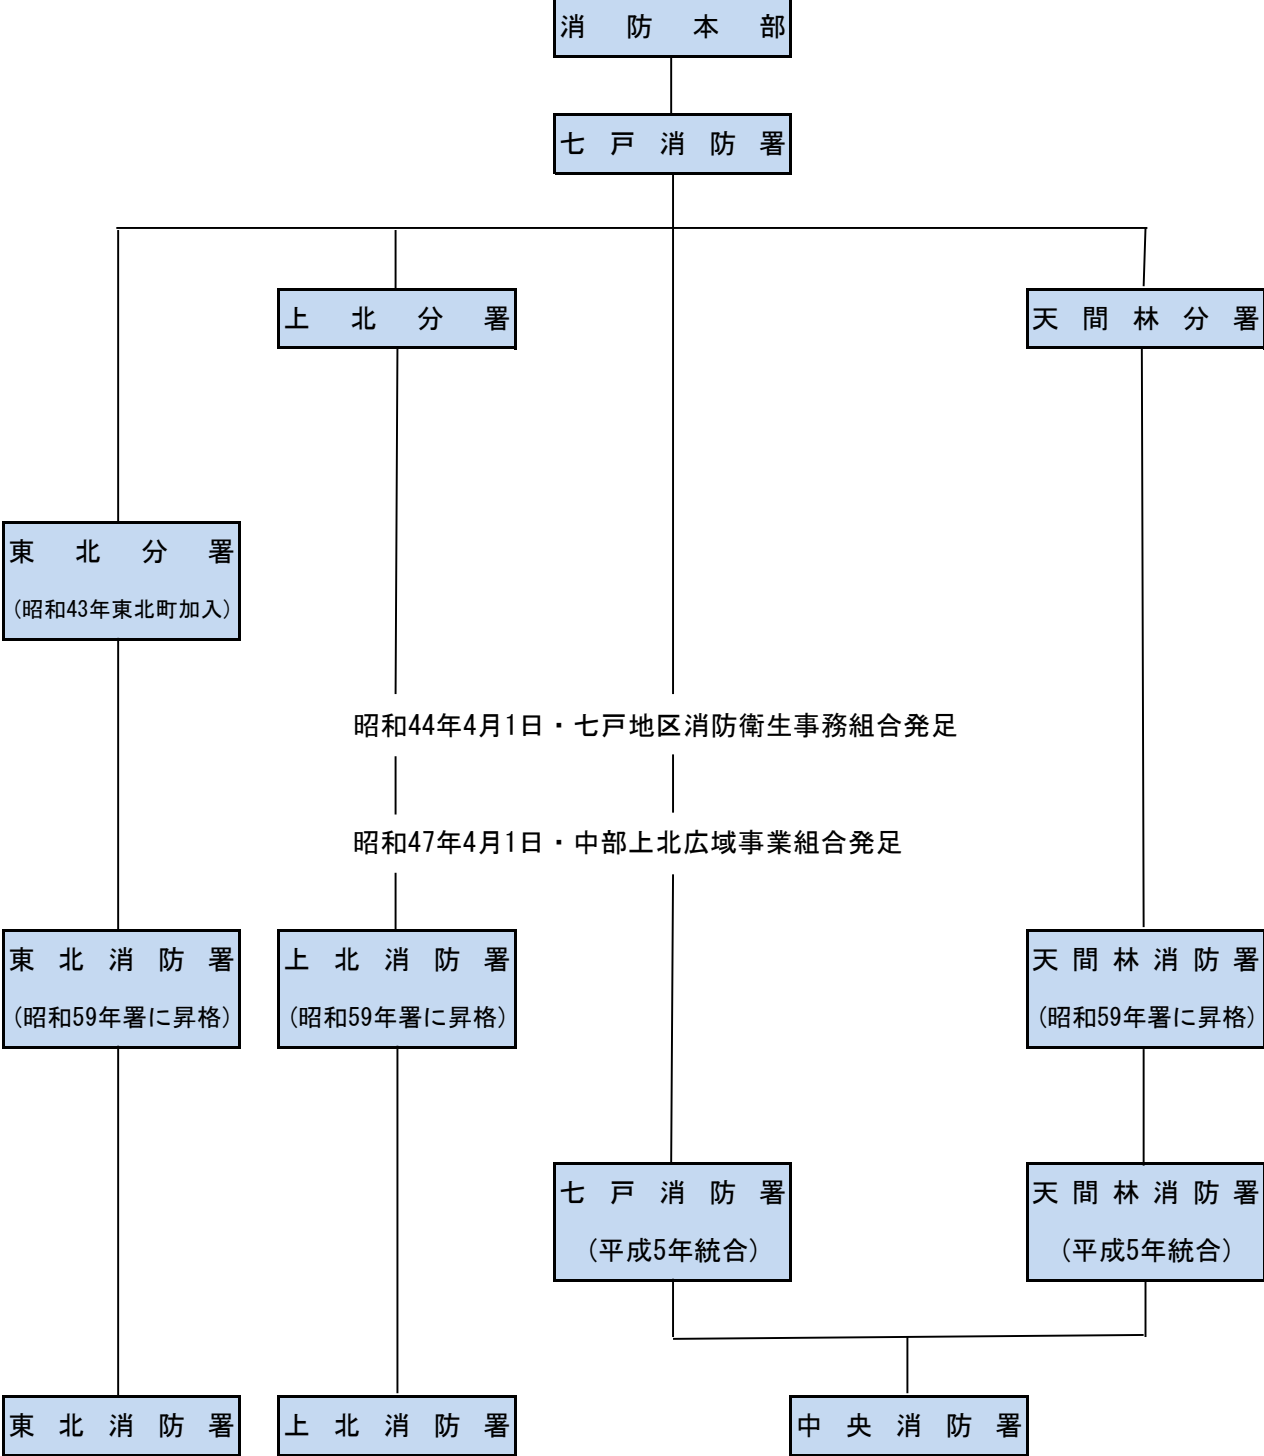 消防本部
七戸消防署
上北分署
天間林分署
東北分署
(昭和43年東北町加入)
昭和44年4月1日・七戸地区消防衛生事務組合発足
昭和47年4月1日・中部上北広域事業組合発足
東北消防署
(昭和59年署に昇格)
上北消防署
(昭和59年署に昇格)
天間林消防署
(昭和59年署に昇格)
七戸消防署
(平成5年統合)
天間林消防署
(平成5年統合)
東北消防署
上北消防署
中央消防署